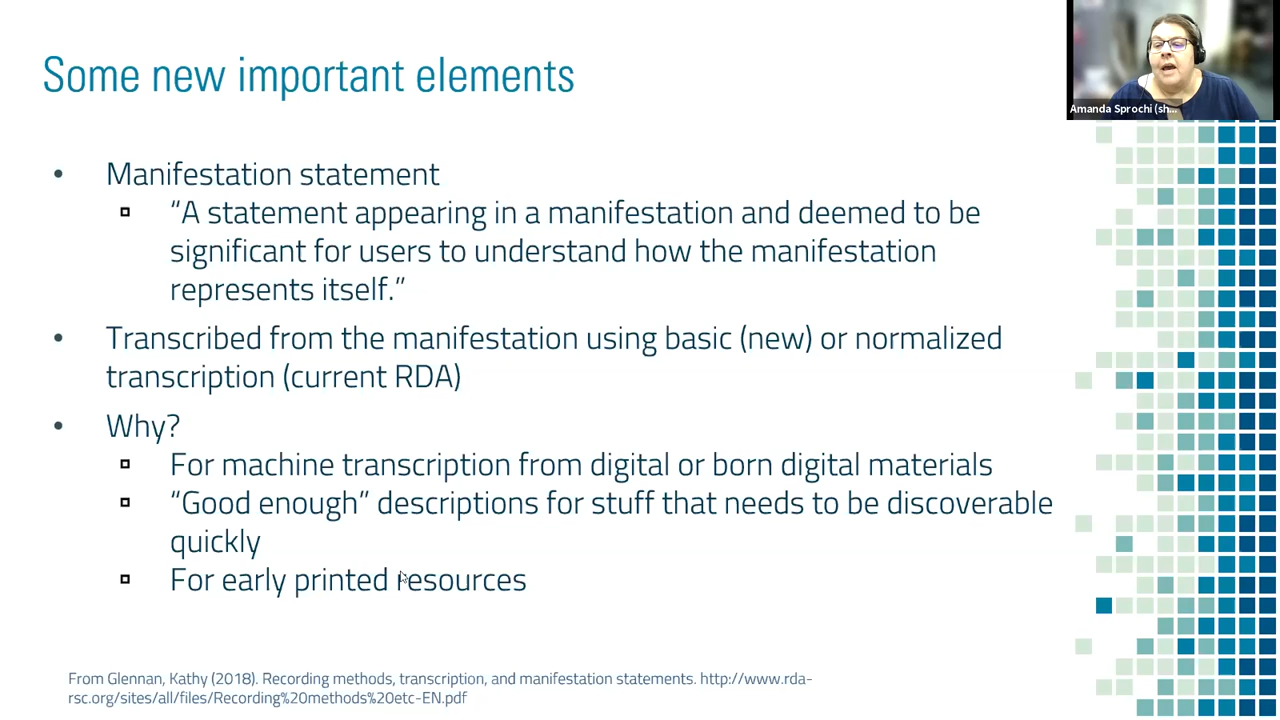 Some new important elements
Amanda Sprochi (sh...
• Manifestation statement
“A statement appearing in a manifestation and deemed to be
significant for users to understand how the manifestation
represents itself.”
• Transcribed from the manifestation using basic (new) or normalized
transcription (current RDA)
• Why?
For machine transcription from digital or born digital materials
“Good enough” descriptions for stuff that needs to be discoverable
quickly
For early printed resources
From Glennan, Kathy (2018). Recording methods, transcription, and manifestation statements. http://www.rda-
rsc.org/sites/all/files/Recording%20methods%20etc-EN.pdf